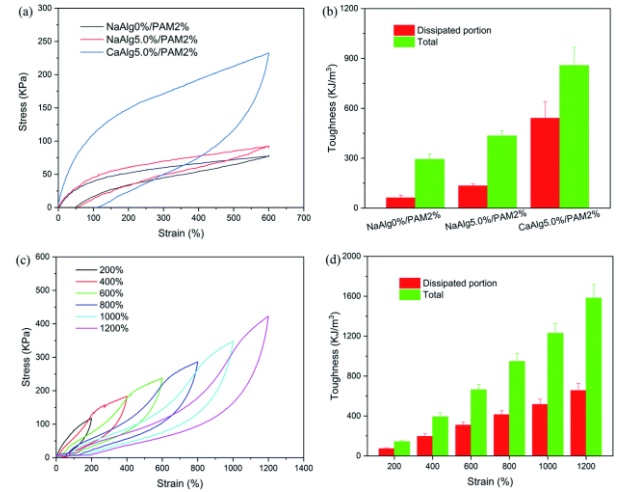 (a)
300
250
200
150
100
50
0
Stress (KPa)
NaAlg0%/PAM2%
NaAlg5.0%/PAM2%
CaAlg5.0%/PAM2%
0 100 200 300 400 500 600 700
Strain (%)
(b)
1200
900
600
300
0
Toughness (KJ/m³)
Dissipated portion
Total
NaAlg0%/PAM2%
NaAlg5.0%/PAM2%
CaAlg5.0%/PAM2%
(c)
600
500
400
300
200
100
0
Stress (KPa)
200%
400%
600%
800%
1000%
1200%
0 200 400 600 800 1000 1200 1400
Strain (%)
(d)
2000
1600
1200
800
400
0
Toughness (KJ/m³)
Dissipated portion
Total
200 400 600 800 1000 1200
Strain (%)